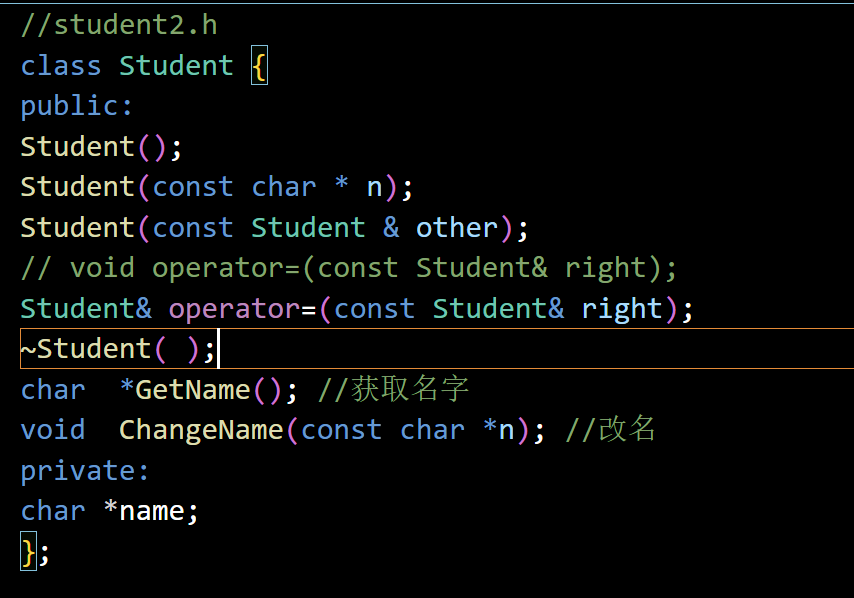 //student2.h
class Student {
public:
Student();
Student(const char * n);
Student(const Student & other);
// void operator=(const Student& right);
Student& operator=(const Student& right);
~Student( );
char  *GetName(); //获取名字
void  ChangeName(const char *n); //改名
private:
char *name;
};